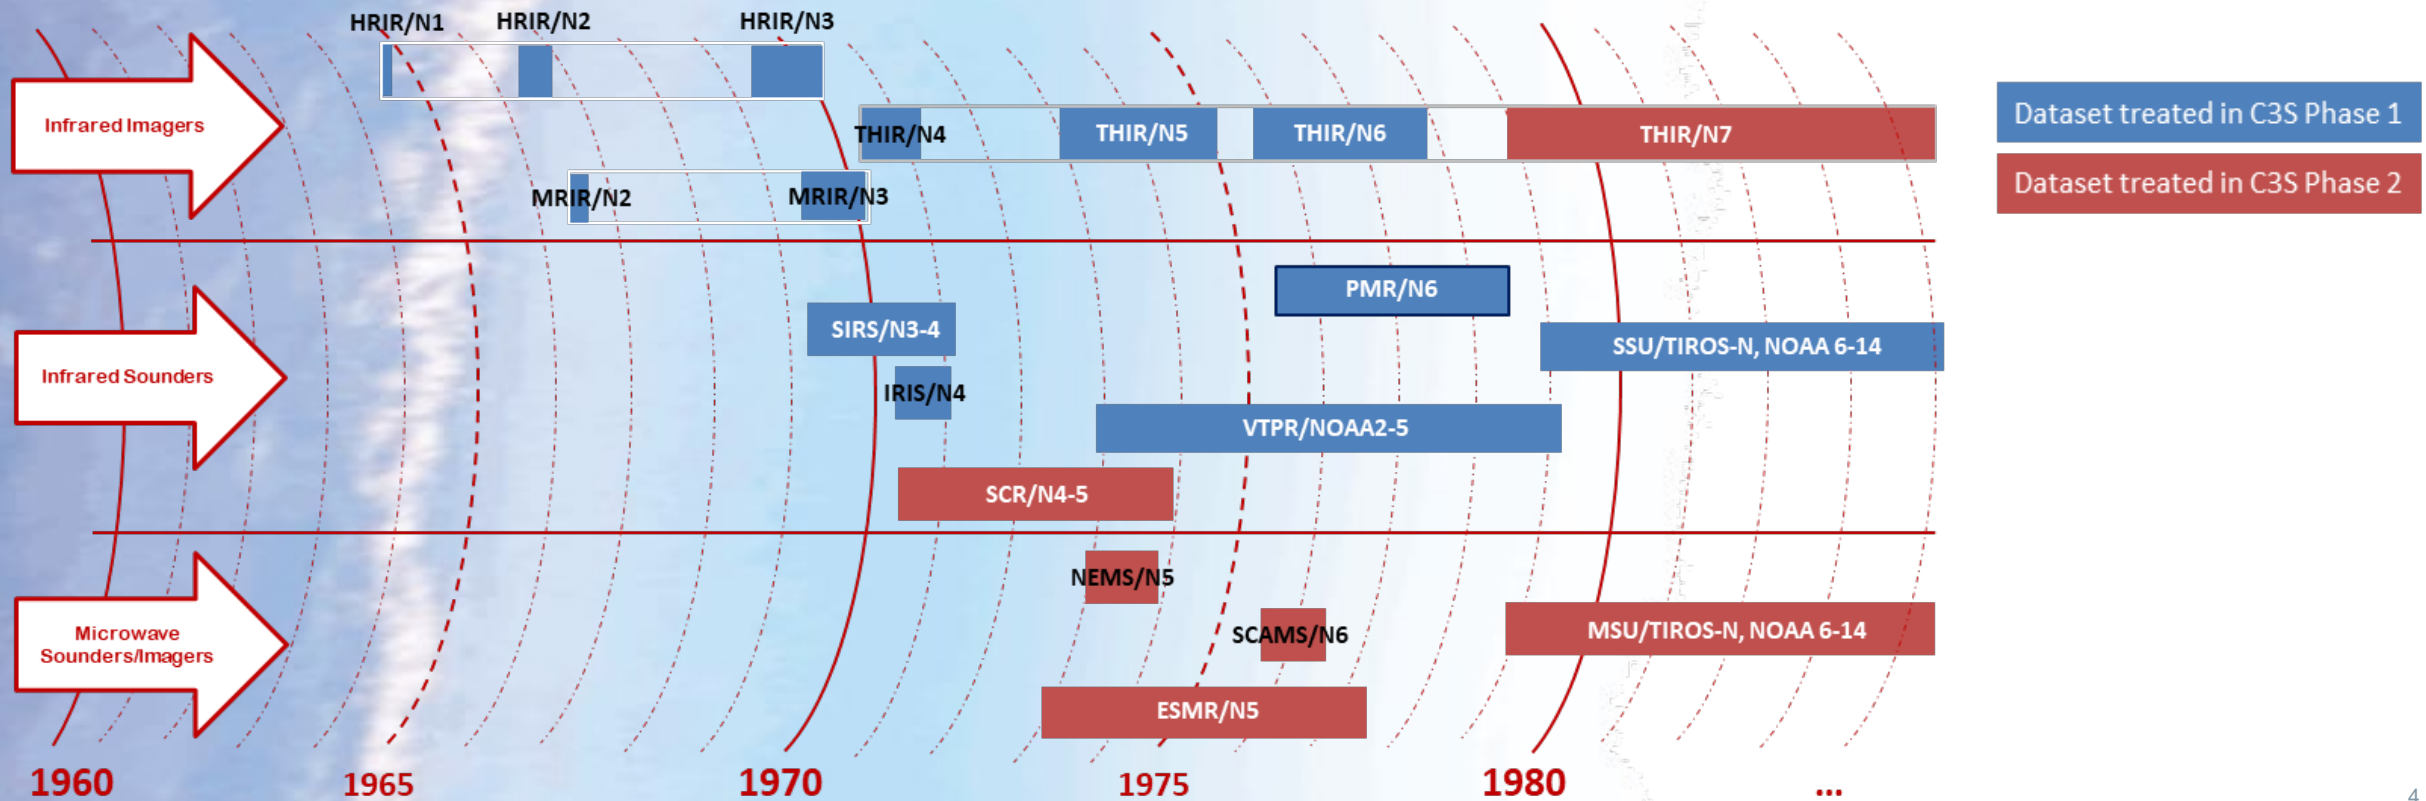 HRIR/N1
HRIR/N2
HRIR/N3
Infrared Imagers
THIR/N4
THIR/N5
THIR/N6
THIR/N7
MRIR/N2
MRIR/N3
Dataset treated in C3S Phase 1
Dataset treated in C3S Phase 2
PMR/N6
SIRS/N3-4
SSU/TIROS-N, NOAA 6-14
Infrared Sounders
IRIS/N4
VTPR/NOAA2-5
SCR/N4-5
NEMS/N5
Microwave
Sounders/Imagers
SCAMS/N6
MSU/TIROS-N, NOAA 6-14
ESMR/N5
1960
1965
1970
1975
1980
...
4